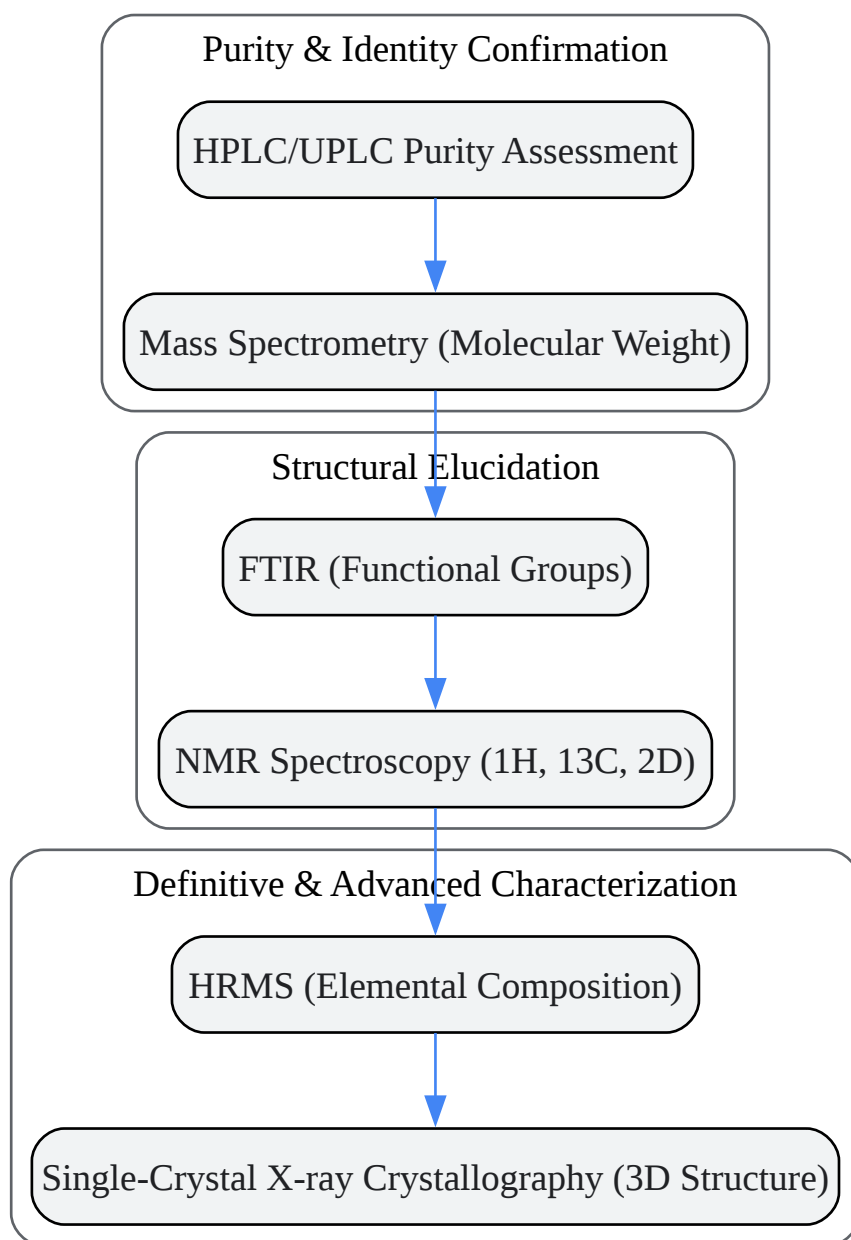 Purity & Identity Confirmation
HPLC/UPLC Purity Assessment
Mass Spectrometry (Molecular Weight)
Structural Elucidation
FTIR (Functional Groups)
NMR Spectroscopy (1H, 13C, 2D)
Definitive & Advanced Characterization
HRMS (Elemental Composition)
Single-Crystal X-ray Crystallography (3D Structure)